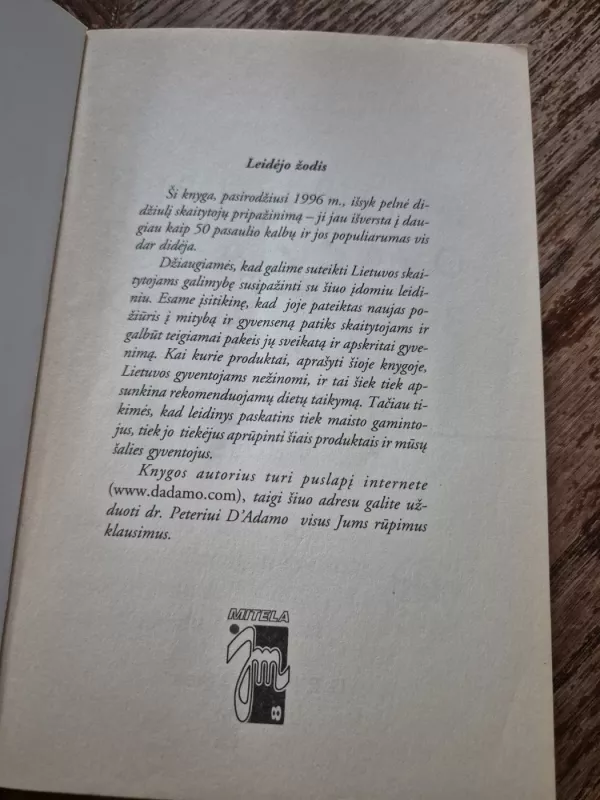 Leidėjo žodis
Ši knyga, pasirodžiusi 1996 m., išsyk pelnė di-
džiulį skaitytojų pripažinimą – ji jau išversta į dau-
giau kaip 50 pasaulio kalbų ir jos populiarumas vis
dar didėja.
Džiaugiamės, kad galime suteikti Lietuvos skai-
tytojams galimybę susipažinti su šiuo įdomiu leidi-
niu. Esame įsitikinę, kad joje pateiktas naujas po-
žiūris į mitybą ir gyvenseną patiks skaitytojams ir
galbūt teigiamai pakeis jų sveikatą ir apskritai gyve-
nimą. Kai kurie produktai, aprašyti šioje knygoje,
Lietuvos gyventojams nežinomi, ir tai šiek tiek ap-
sunkina rekomenduojamų dietų taikymą. Tačiau ti-
kimės, kad leidinys paskatins tiek maisto gaminto-
jus, tiek jo tiekėjus aprūpinti šiais produktais ir mūsų
šalies gyventojus.
Knygos autorius turi puslapį internete
(www.dadamo.com), taigi šiuo adresu galite už-
duoti dr. Peteriui D'Adamo visus Jums rūpimus
klausimus.
MITELA
8